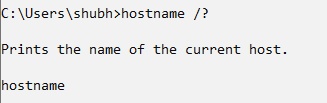 C:\Users\shubh>hostname /?
Prints the name of the current host.
hostname